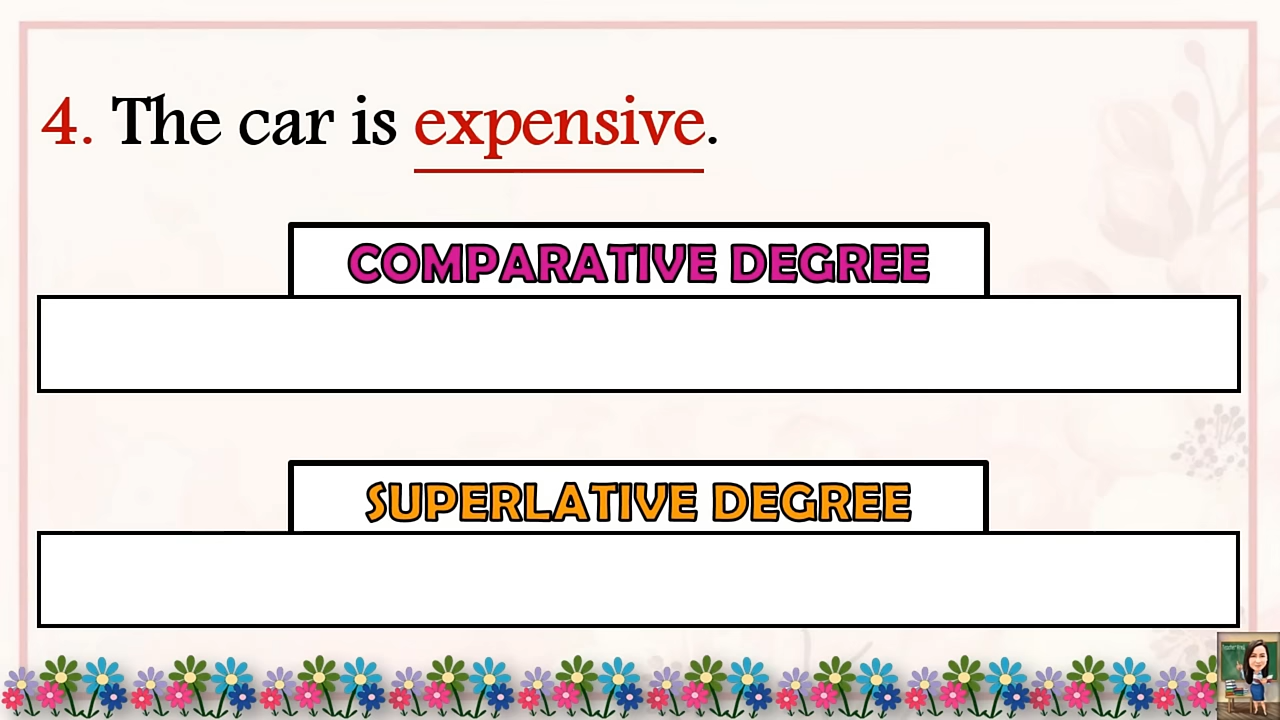 4. The car is expensive.
COMPARATIVE DEGREE
SUPERLATIVE DEGREE